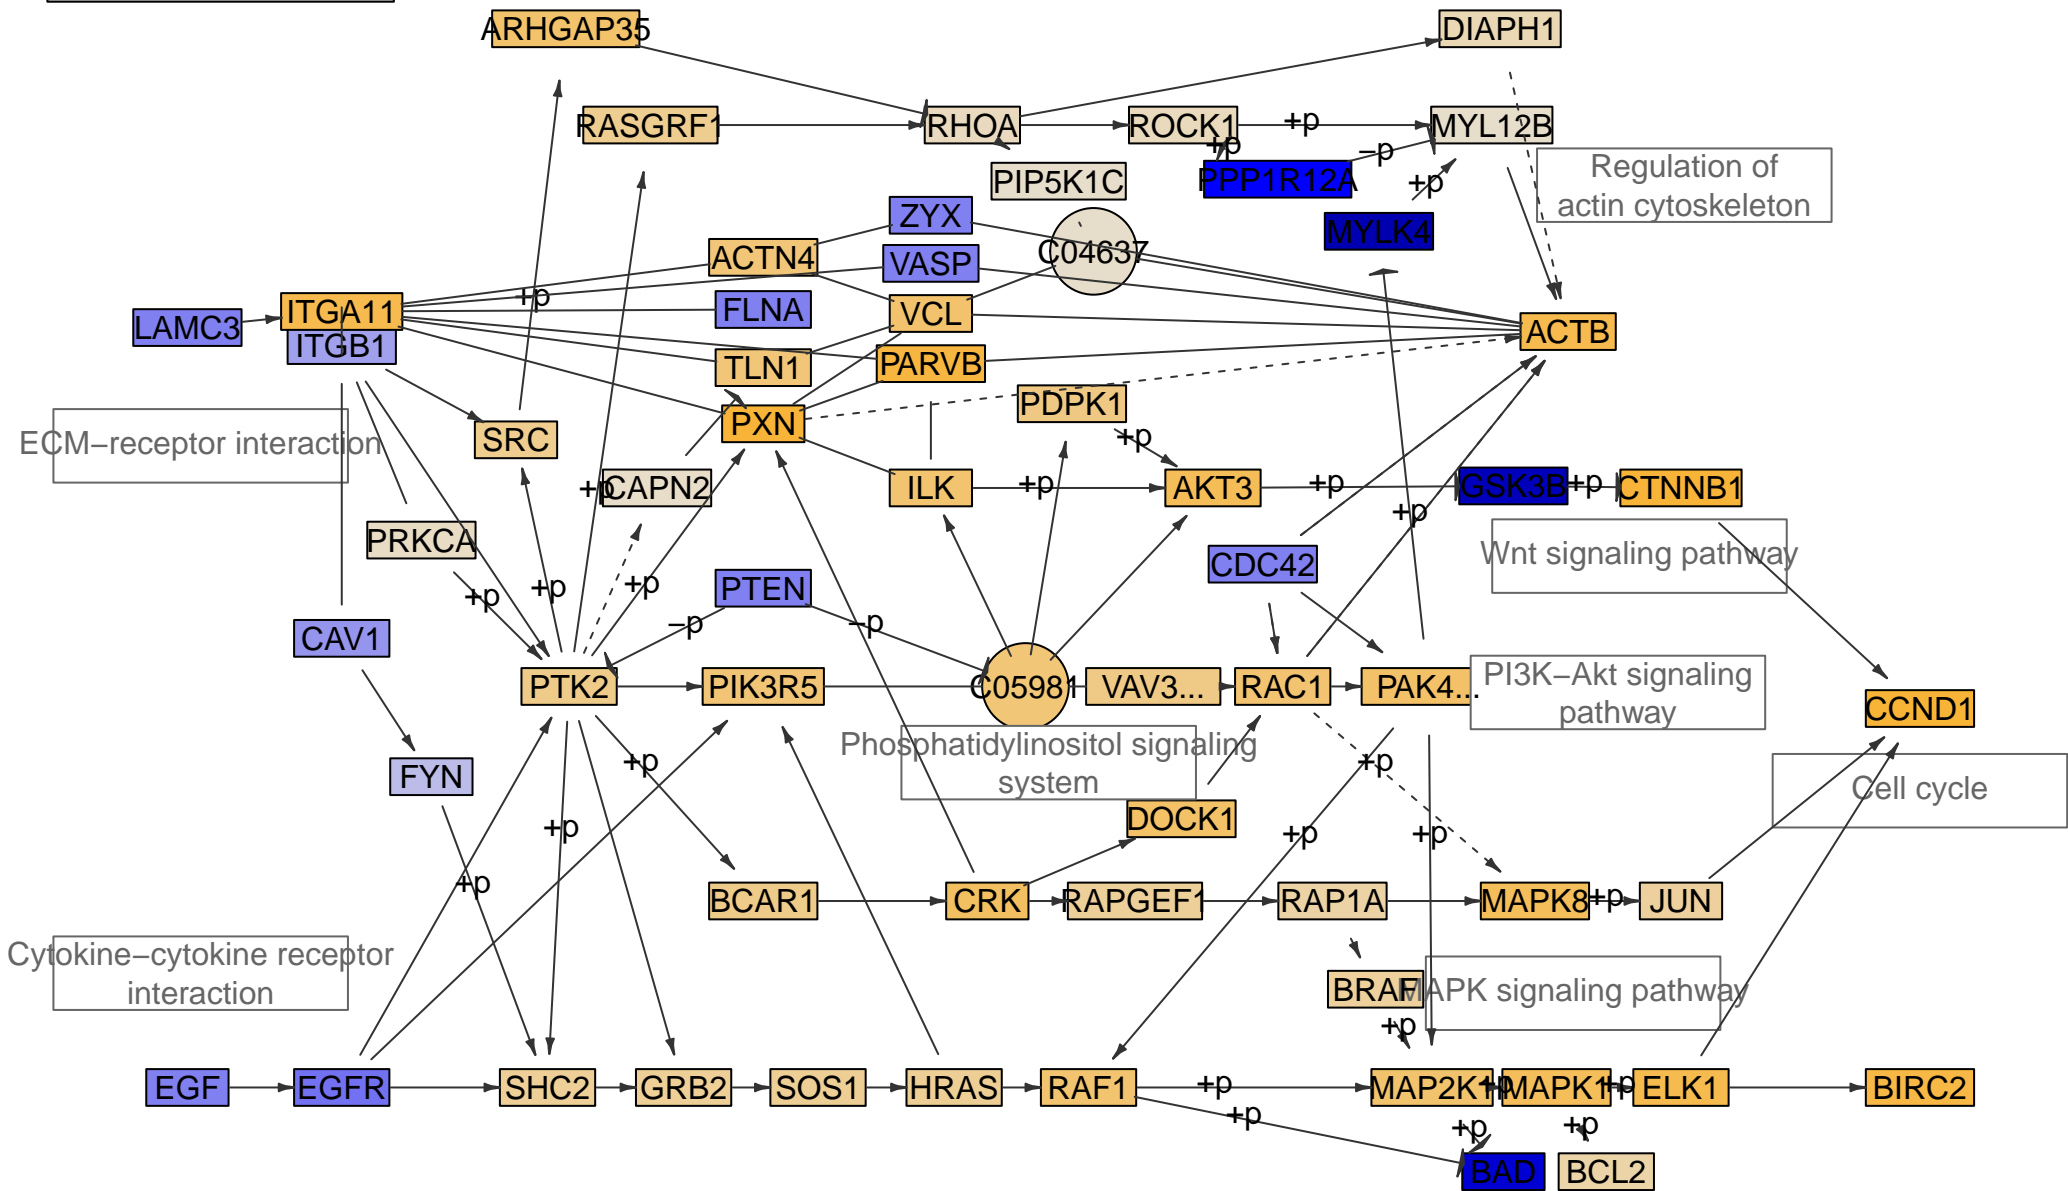 ARHGAP35
DIAPH1
RASGRF1
RHOA
ROCK1
+p
MYL12B
+p
−p
Regulation of
actin cytoskeleton
PIP5K1C
PPP1R12A
+p
ZYX
MYLK4
ACTN4
VASP
C04637
+p
ITGA11
FLNA
VCL
LAMC3
ACTB
ITGB1
TLN1
PARVB
PDPK1
PXN
ECM−receptor interaction
SRC
+p
+p
CAPN2
ILK
+p
AKT3
+p
GSK3B
+p
CTNNB1
+p
PRKCA
Wnt signaling pathway
CDC42
+p
+p
+p
PTEN
−p
−p
CAV1
PTK2
PIK3R5
C05981
VAV3...
RAC1
PAK4...
PI3K−Akt signaling
pathway
CCND1
Phosphatidylinositol signaling
system
FYN
+p
+p
Cell cycle
+p
DOCK1
+p
+p
+p
BCAR1
CRK
RAPGEF1
RAP1A
MAPK8
+p
JUN
Cytokine−cytokine receptor
interaction
BRAF
MAPK signaling pathway
+p
EGF
EGFR
SHC2
GRB2
SOS1
HRAS
RAF1
+p
MAP2K1
+p
MAPK1
+p
ELK1
BIRC2
+p
+p
+p
BAD
BCL2